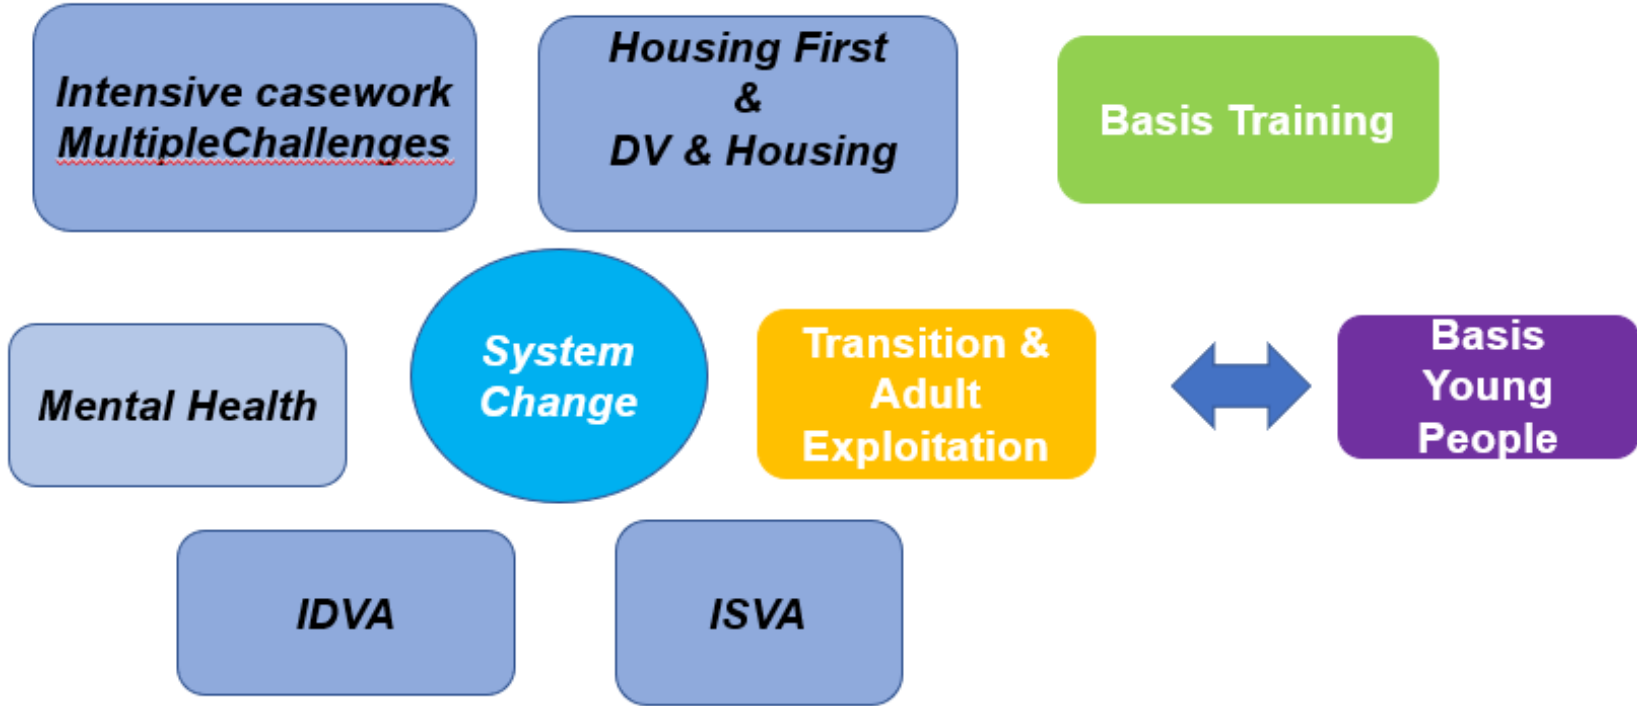 Intensive casework
MultipleChallenges
Housing First
&
DV & Housing
Basis Training
Mental Health
System
Change
Transition &
Adult
Exploitation
Basis
Young
People
IDVA
ISVA